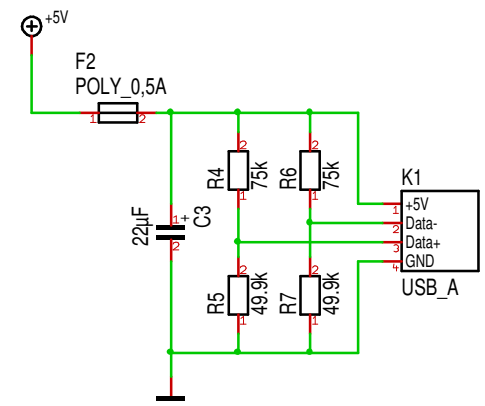 +5V
F2
POLY_0,5A
1 2
R4
75k
2
1
R6
75k
2
1
K1
+5V
1
Data-
2
Data+
3
GND
4
USB_A
22µF
1 +
2
C3
R5
49.9k
2
1
R7
49.9k
2
1